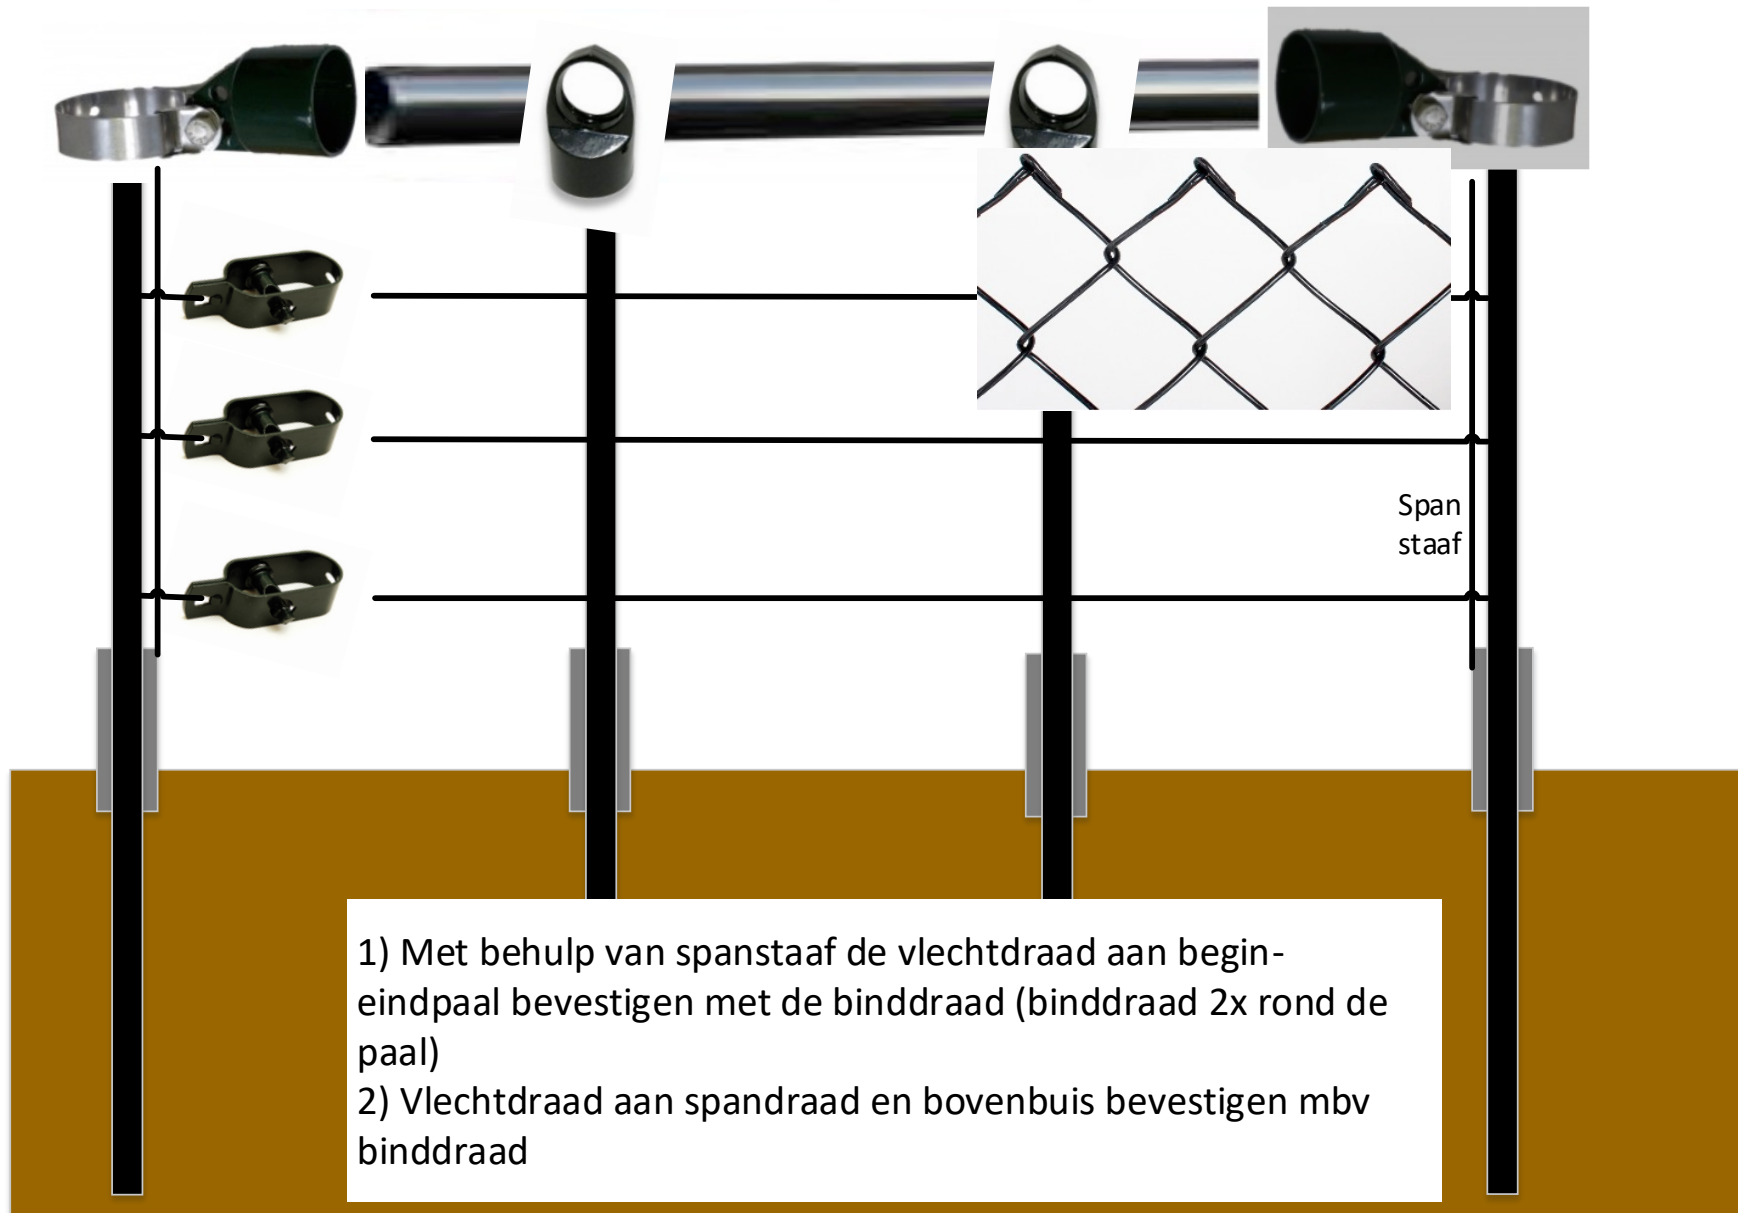 Span
staaf
1) Met behulp van spanstaaf de vlechtdraad aan begin-
eindpaal bevestigen met de binddraad (binddraad 2x rond de
paal)
2) Vlechtdraad aan spandraad en bovenbuis bevestigen mbv
binddraad